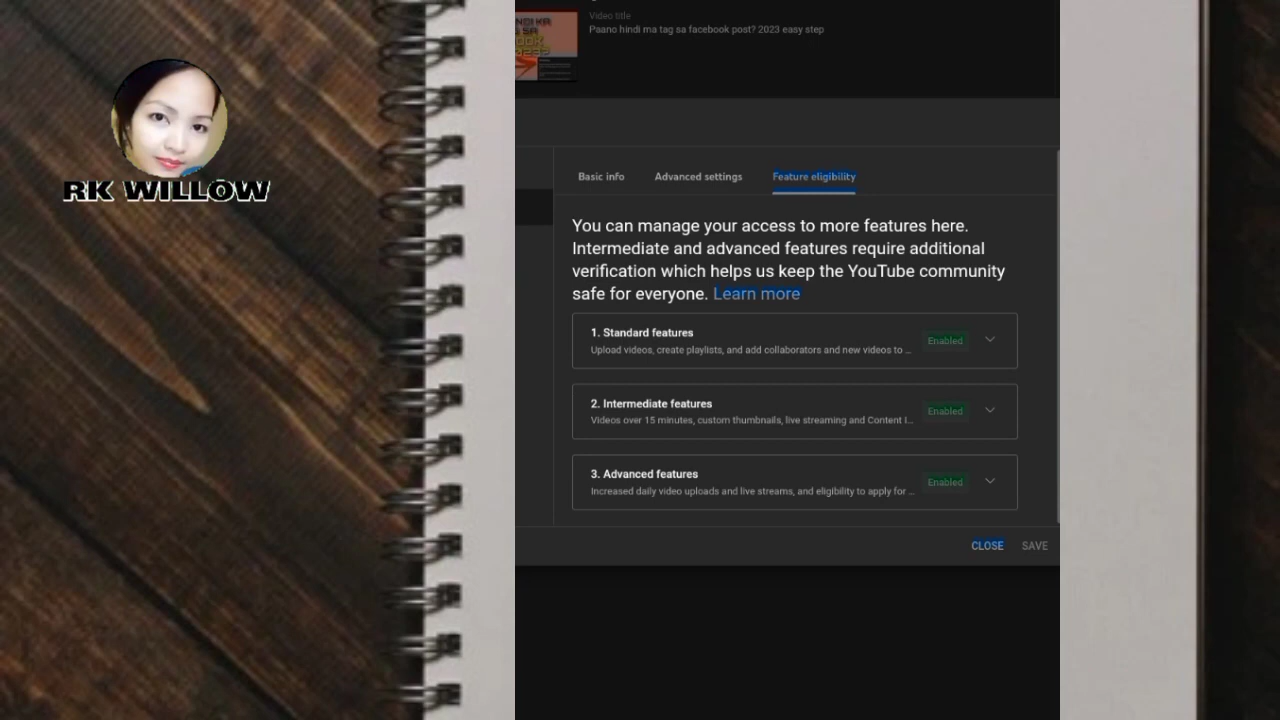 RK WILLOW
Video title
Paano hindi ma tag sa facebook post? 2023 easy step
Basic info
Advanced settings
Feature eligibility
You can manage your access to more features here.
Intermediate and advanced features require additional
verification which helps us keep the YouTube community
safe for everyone. Learn more
1. Standard features
Upload videos, create playlists, and add collaborators and new videos to ...
Enabled
2. Intermediate features
Videos over 15 minutes, custom thumbnails, live streaming and Content I...
Enabled
3. Advanced features
Increased daily video uploads and live streams, and eligibility to apply for ...
Enabled
CLOSE
SAVE